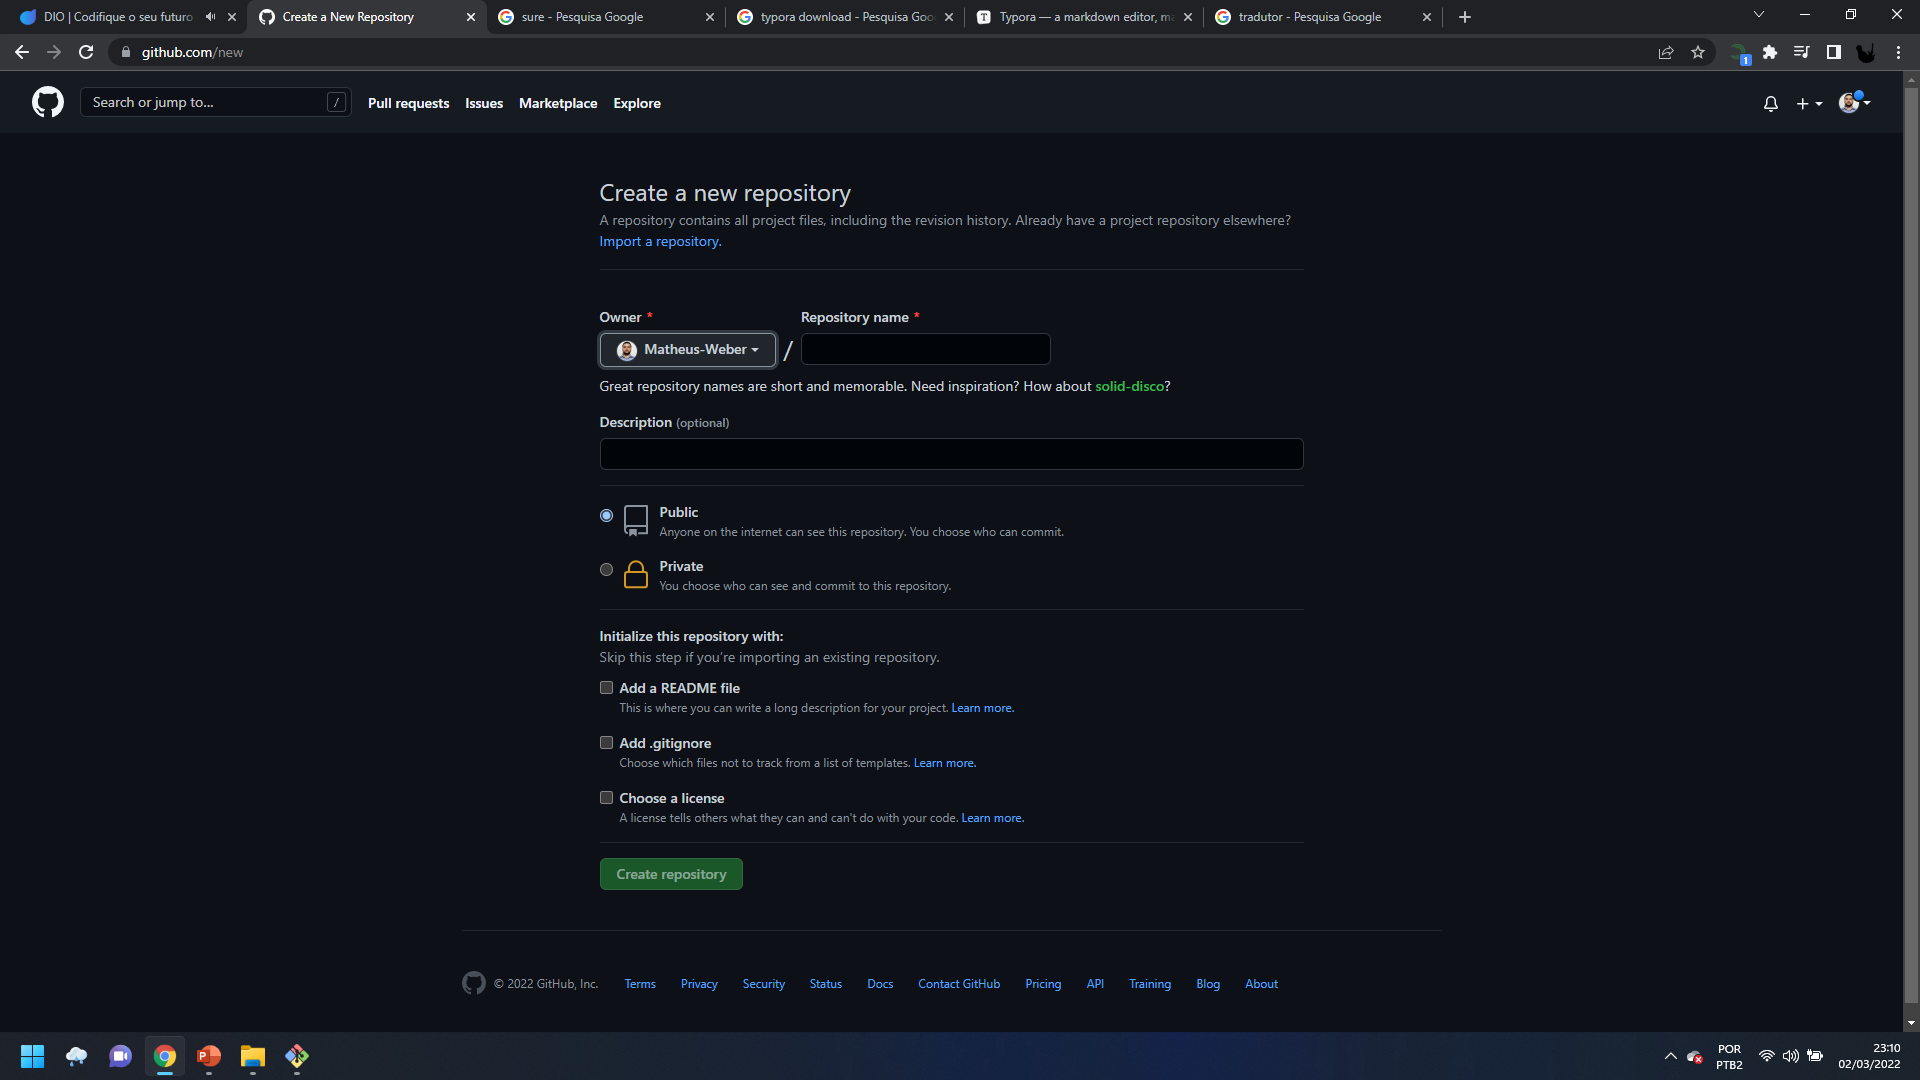 DIO | Codifique o seu futuro
Create a New Repository
sure - Pesquisa Google
typora download - Pesquisa Goo
Typora — a markdown editor, ma
tradutor - Pesquisa Google
github.com/new
1
Search or jump to...
/
Pull requests
Issues
Marketplace
Explore
Create a new repository
A repository contains all project files, including the revision history. Already have a project repository elsewhere?
Import a repository.
Owner *
Repository name *
Matheus-Weber
/
Great repository names are short and memorable. Need inspiration? How about solid-disco?
Description (optional)
Public
Anyone on the internet can see this repository. You choose who can commit.
Private
You choose who can see and commit to this repository.
Initialize this repository with:
Skip this step if you're importing an existing repository.
Add a README file
This is where you can write a long description for your project. Learn more.
Add .gitignore
Choose which files not to track from a list of templates. Learn more.
Choose a license
A license tells others what they can and can't do with your code. Learn more.
Create repository
© 2022 GitHub, Inc.
Terms
Privacy
Security
Status
Docs
Contact GitHub
Pricing
API
Training
Blog
About
POR
PTB2
23:10
02/03/2022